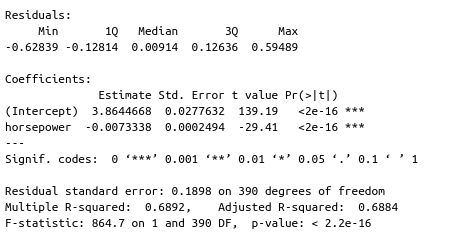 Residuals:
Min 1Q Median 3Q Max
-0.62839 -0.12814 0.00914 0.12636 0.59489
Coefficients:
Estimate Std. Error t value Pr(>|t|)
(Intercept) 3.8644668 0.0277632 139.19 <2e-16 ***
horsepower -0.0073338 0.0002494 -29.41 <2e-16 ***
---
Signif. codes: 0 ‘***’ 0.001 ‘**’ 0.01 ‘*’ 0.05 ‘.’ 0.1 ‘ ’ 1
Residual standard error: 0.1898 on 390 degrees of freedom
Multiple R-squared: 0.6892, Adjusted R-squared: 0.6884
F-statistic: 864.7 on 1 and 390 DF, p-value: < 2.2e-16